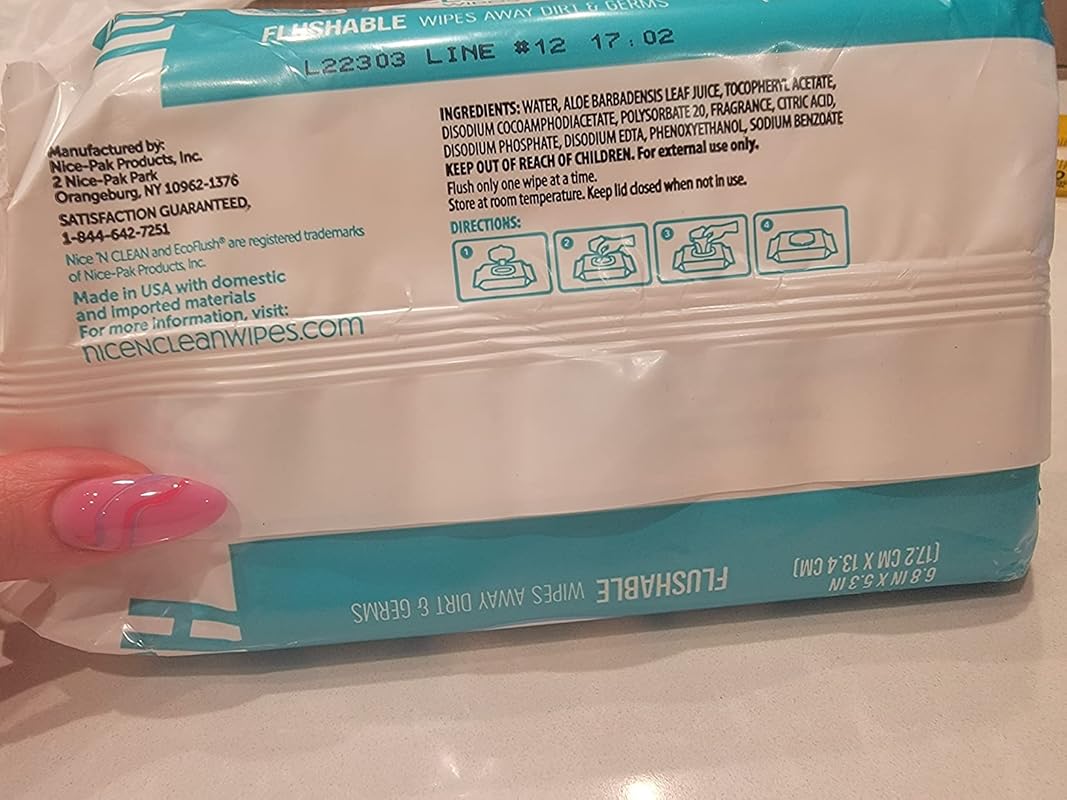 FLUSHABLE WIPES AWAY DIRT & GERMS
L22303 LINE #12 17:02
Manufactured by:
Nice-Pak Products, Inc.
2 Nice-Pak Park
Orangeburg, NY 10962-1376
SATISFACTION GUARANTEED,
1-844-642-7251
Nice 'N CLEAN and EcoFlush® are registered trademarks
of Nice-Pak Products, Inc.
Made in USA with domestic
and imported materials
For more information, visit:
nicencleanwipes.com
INGREDIENTS: WATER, ALOE BARBADENSIS LEAF JUICE, TOCOPHERYL ACETATE,
DISODIUM COCOAMPHODIACETATE, POLYSORBATE 20, FRAGRANCE, CITRIC ACID,
DISODIUM PHOSPHATE, DISODIUM EDTA, PHENOXYETHANOL, SODIUM BENZOATE
KEEP OUT OF REACH OF CHILDREN. For external use only.
Flush only one wipe at a time.
Store at room temperature. Keep lid closed when not in use.
DIRECTIONS:
1 2 3 4
FLUSHABLE WIPES AWAY DIRT & GERMS
6.8 IN X 5.3 IN
(17.2 CM X 13.4 CM)